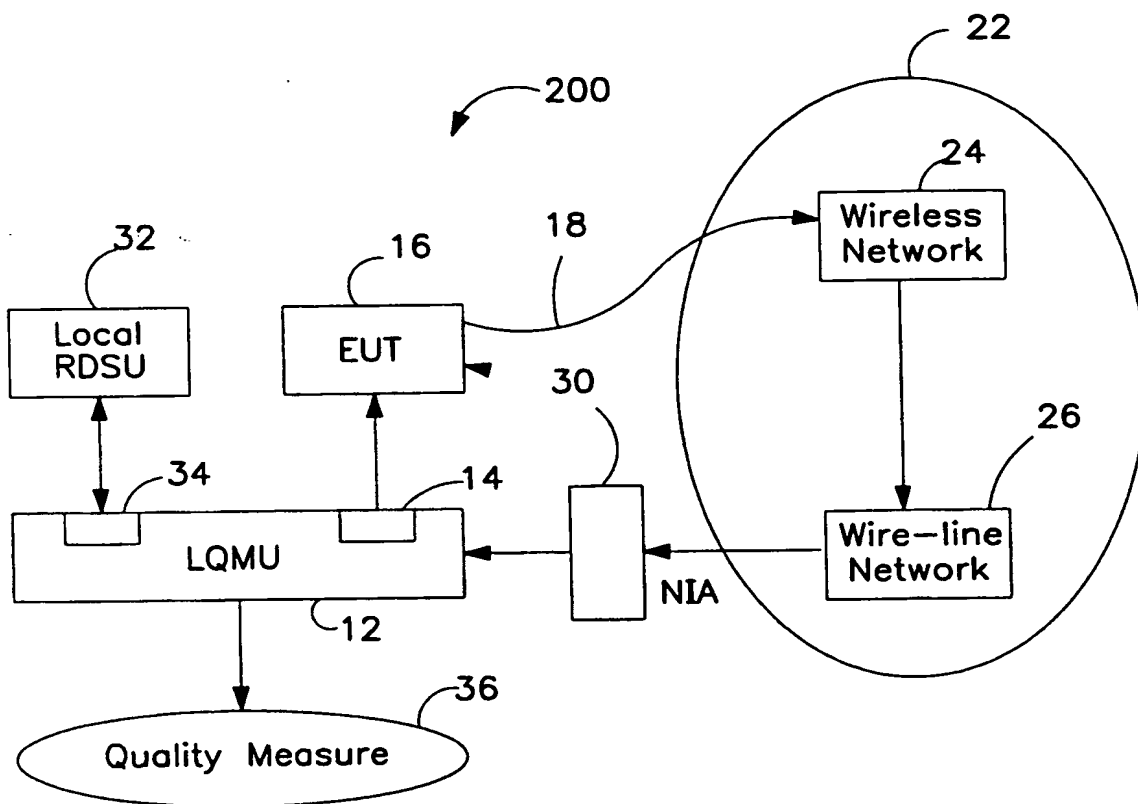 22
200
24
Wireless
Network
18
32
16
Local
RDSU
EUT
30
26
34
14
LQMU
Wire-line
Network
NIA
12
36
Quality Measure